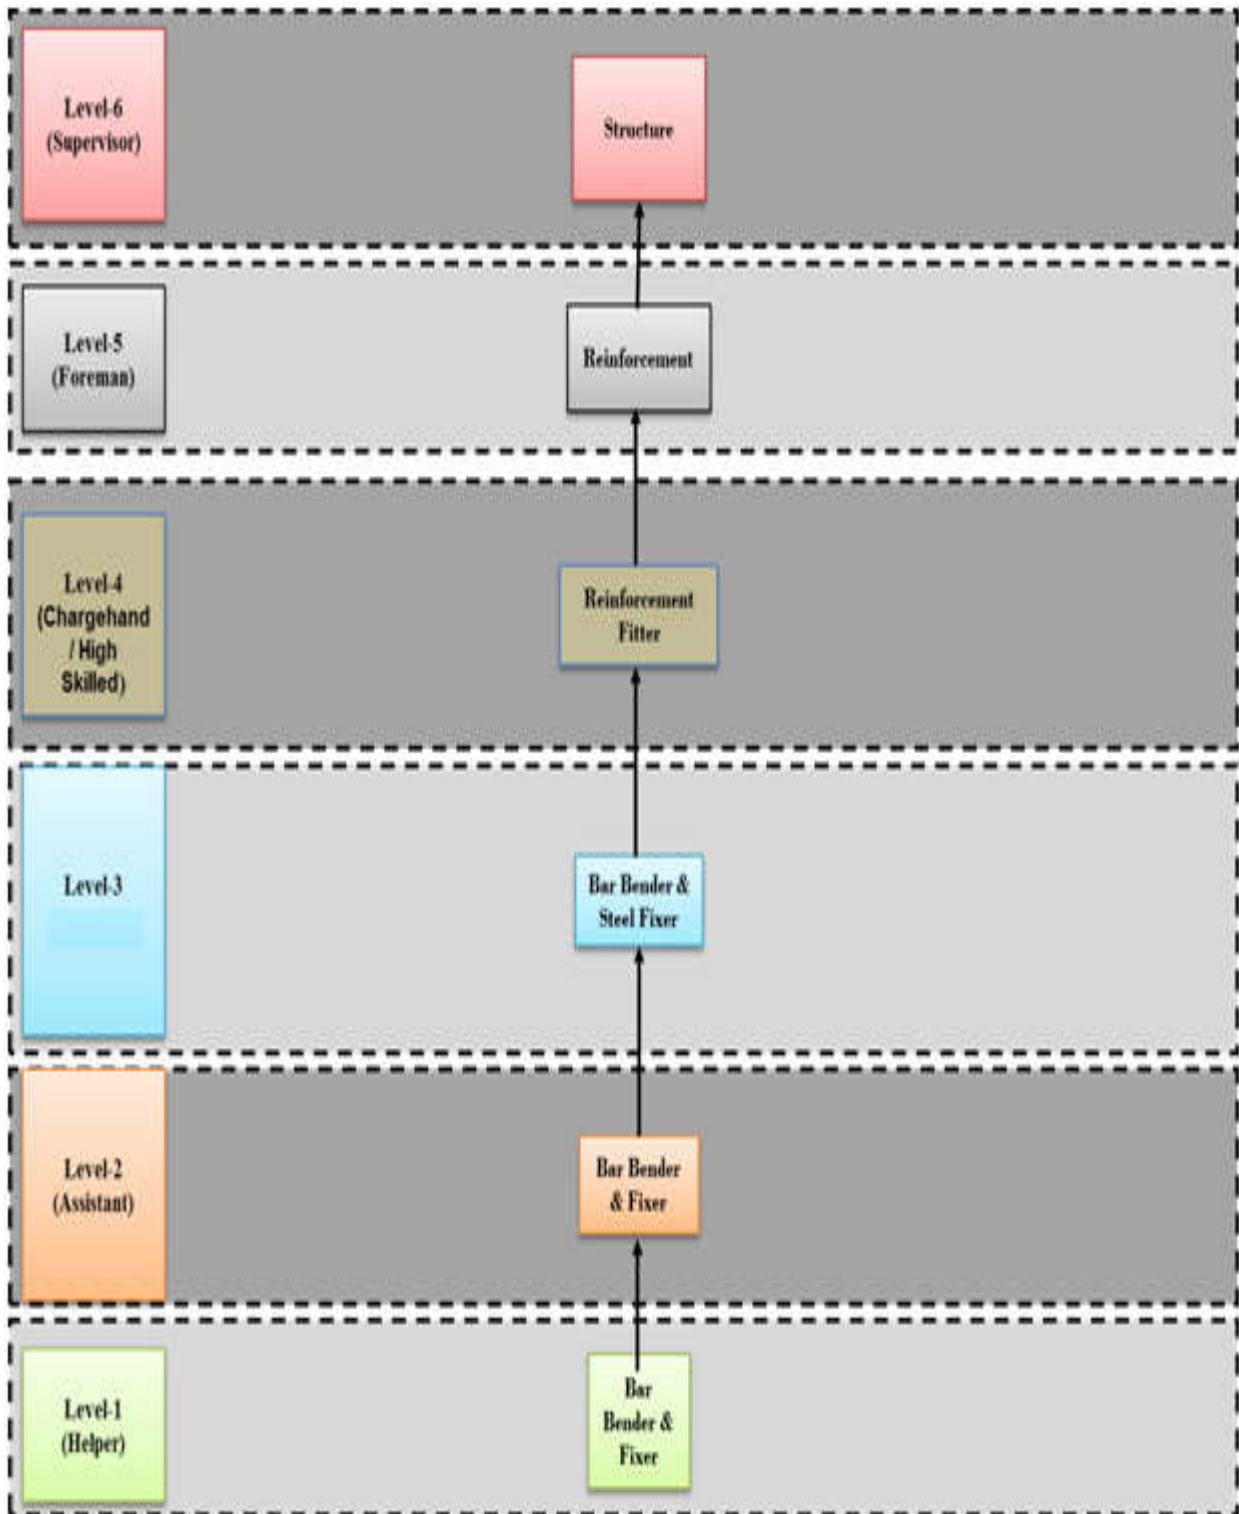 Level-6
(Supervisor)
Structure
Level-5
(Foreman)
Reinforcement
Level-4
(Chargehand
/ High
Skilled)
Reinforcement
Fitter
Level-3
Bar Bender &
Steel Fixer
Level-2
(Assistant)
Bar Bender
& Fixer
Level-1
(Helper)
Bar
Bender &
Fixer